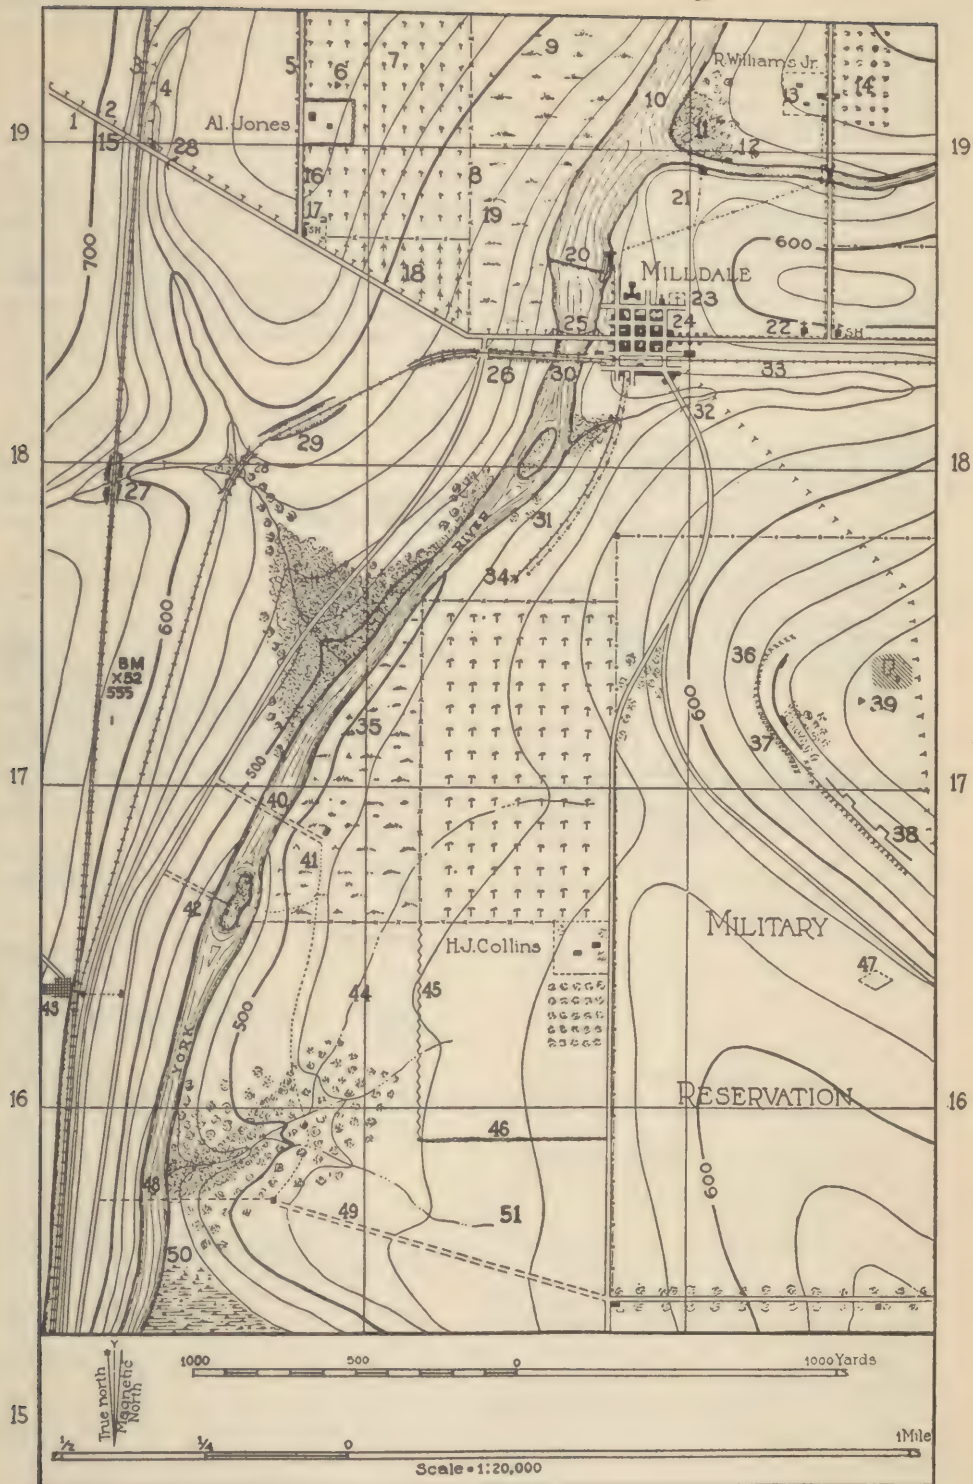 5 6 7 9 10 R. Williams Jr.
4 13 14
2
19 1 15 28 Al. Jones 11 12 19
16 8 21
17 SH 19
700 18 20 600
MILLDALE
23
25 24 22 SH
26 30 33
32
29
18 28 18
27
31
RIVER
34
600
BM
X52
555
36
35 600 39
37
17 500 17
40
38
41
42 MILITARY
H.J. Collins
47
43 44 45
500
YORK
RESERVATION
16 46 16
600
48
49 51
50
True north
Magnetic
North
Y
1000 500 0 1000 Yards
15
1/2 1/4 0 1 Mile
Scale = 1:20,000